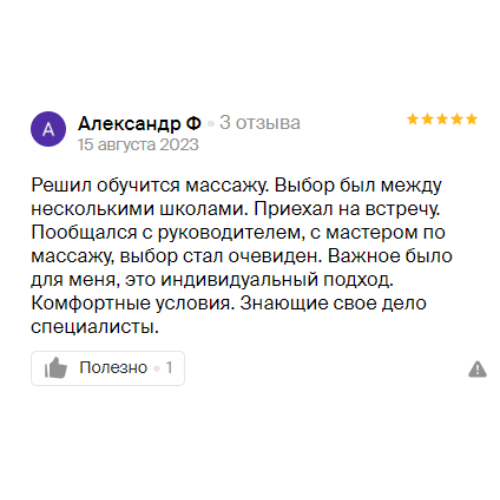 А
Александр Ф • 3 отзыва
15 августа 2023
Решил обучится массажу. Выбор был между
несколькими школами. Приехал на встречу.
Пообщался с руководителем, с мастером по
массажу, выбор стал очевиден. Важное было
для меня, это индивидуальный подход.
Комфортные условия. Знающие свое дело
специалисты.
Полезно • 1